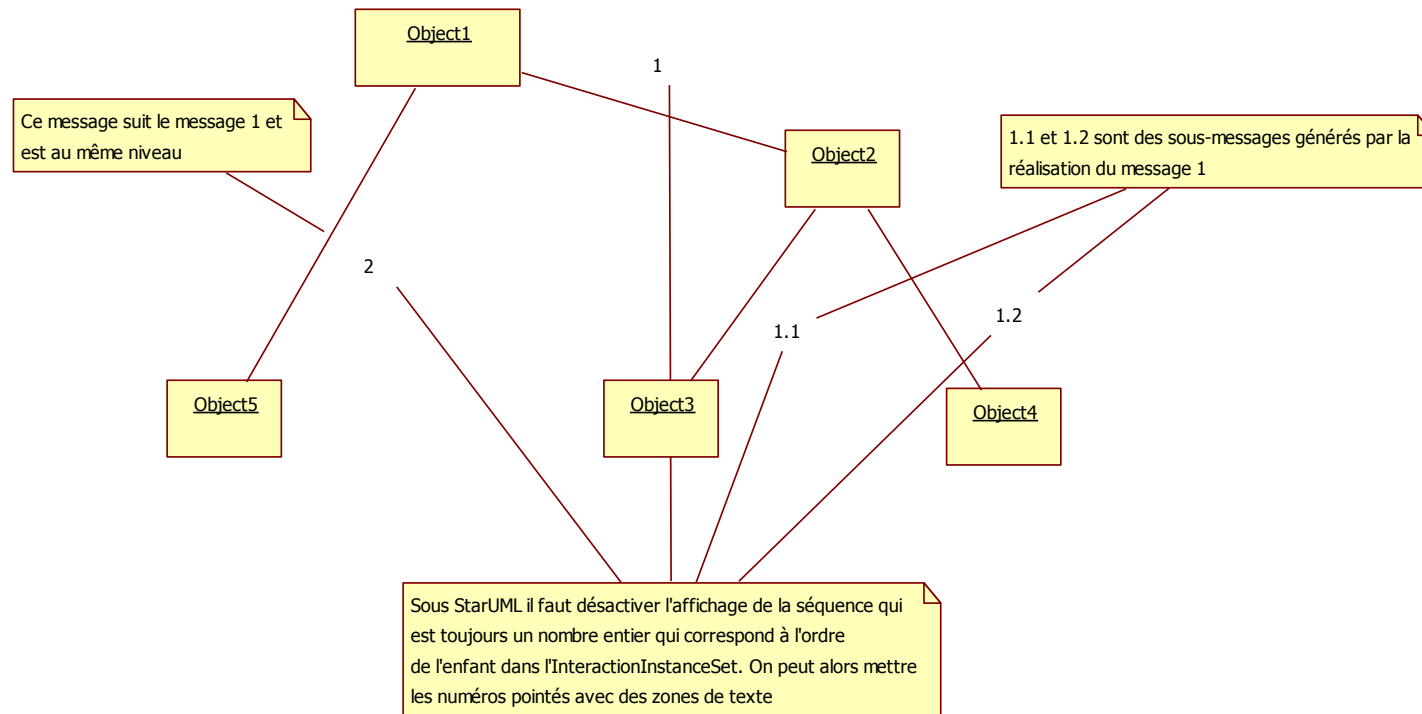 Object1
1
Ce message suit le message 1 et
est au même niveau
Object2
1.1 et 1.2 sont des sous-messages générés par la
réalisation du message 1
2
1.1
1.2
Object5
Object3
Object4
Sous StarUML il faut désactiver l'affichage de la séquence qui
est toujours un nombre entier qui correspond à l'ordre
de l'enfant dans l'InteractionInstanceSet. On peut alors mettre
les numéros pointés avec des zones de texte